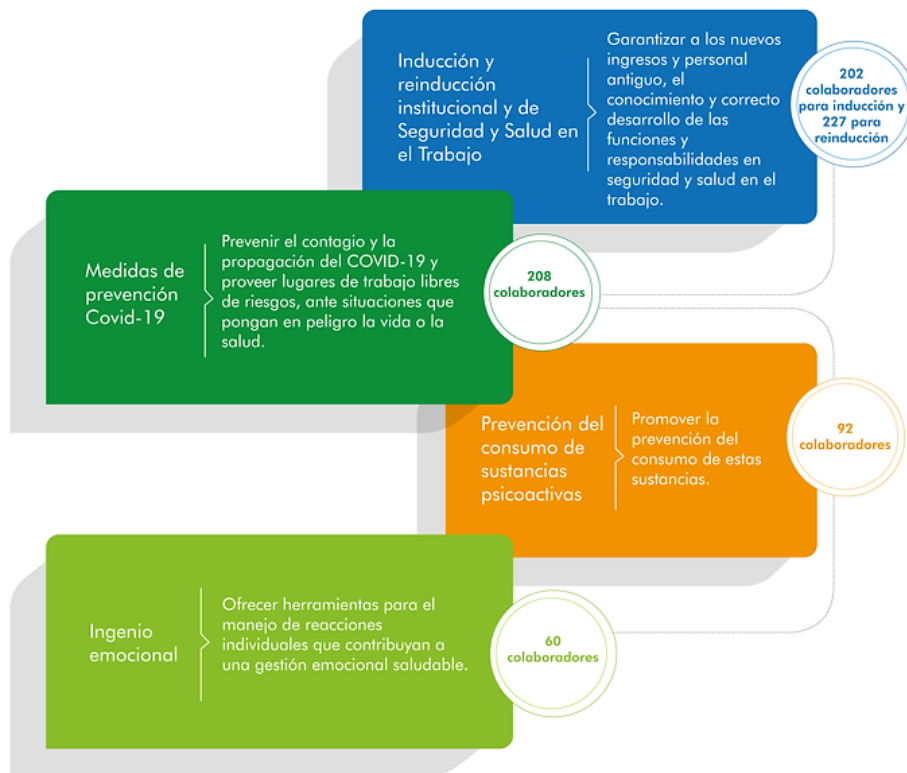 Inducción y
reinducción
institucional y de
Seguridad y Salud en
el Trabajo
Garantizar a los nuevos
ingresos y personal
antiguo, el
conocimiento y correcto
desarrollo de las
funciones y
responsabilidades en
seguridad y salud en el
trabajo.
202
colaboradores
para inducción y
227 para
reinducción
Medidas de
prevención
Covid-19
Prevenir el contagio y la
propagación del COVID-19 y
proveer lugares de trabajo libres
de riesgos, ante situaciones que
pongan en peligro la vida o la
salud.
208
colaboradores
Prevención del
consumo de
sustancias
psicoactivas
Promover la
prevención del
consumo de estas
sustancias.
92
colaboradores
Ingenio
emocional
Ofrecer herramientas para el
manejo de reacciones
individuales que contribuyan a
una gestión emocional saludable.
60
colaboradores